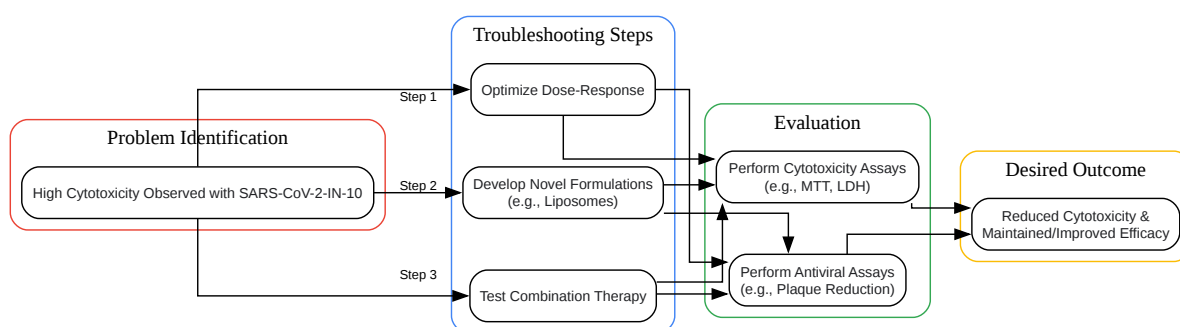 Troubleshooting Steps
Step 1
Optimize Dose-Response
Problem Identification
High Cytotoxicity Observed with SARS-CoV-2-IN-10
Step 2
Develop Novel Formulations
(e.g., Liposomes)
Step 3
Test Combination Therapy
Evaluation
Perform Cytotoxicity Assays
(e.g., MTT, LDH)
Perform Antiviral Assays
(e.g., Plaque Reduction)
Desired Outcome
Reduced Cytotoxicity &
Maintained/Improved Efficacy